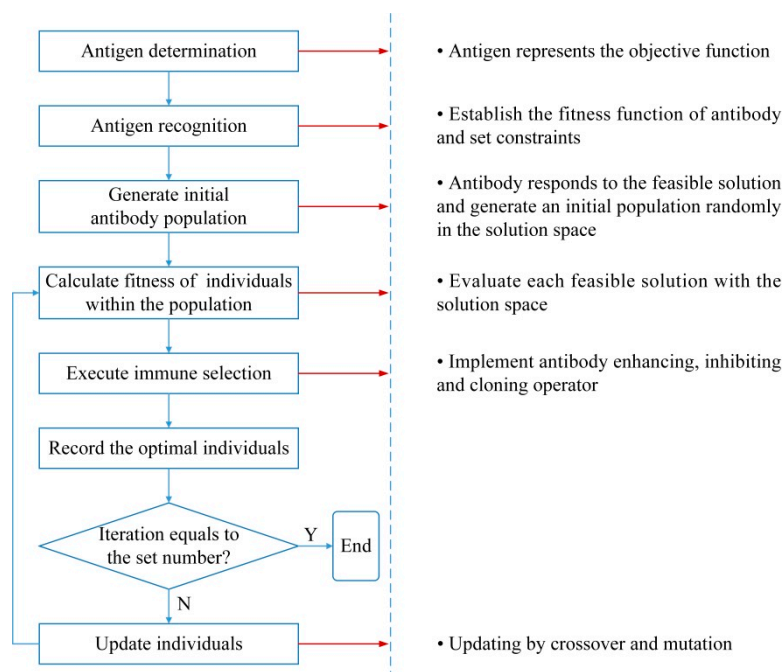 Antigen determination
• Antigen represents the objective function
Antigen recognition
• Establish the fitness function of antibody
and set constraints
Generate initial
antibody population
• Antibody responds to the feasible solution
and generate an initial population randomly
in the solution space
Calculate fitness of individuals
within the population
• Evaluate each feasible solution with the
solution space
Execute immune selection
• Implement antibody enhancing, inhibiting
and cloning operator
Record the optimal individuals
Iteration equals to
the set number?
Y
End
N
Update individuals
• Updating by crossover and mutation